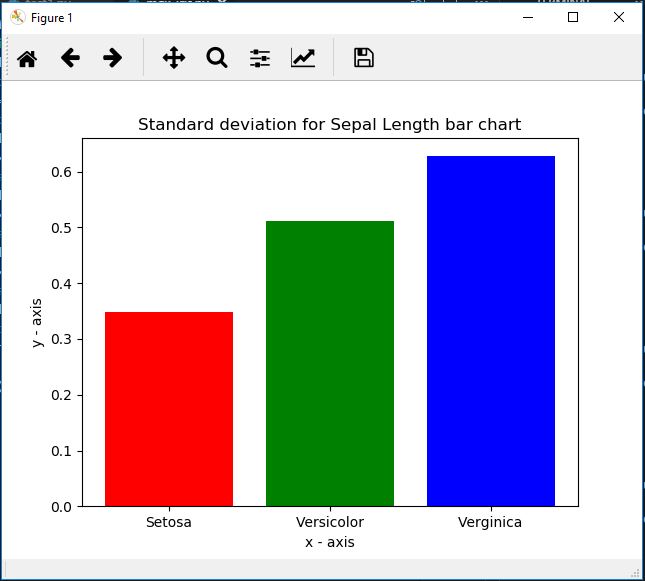 Figure 1
Standard deviation for Sepal Length bar chart
0.6
0.5
0.4
0.3
0.2
0.1
0.0
y - axis
Setosa Versicolor Verginica
x - axis